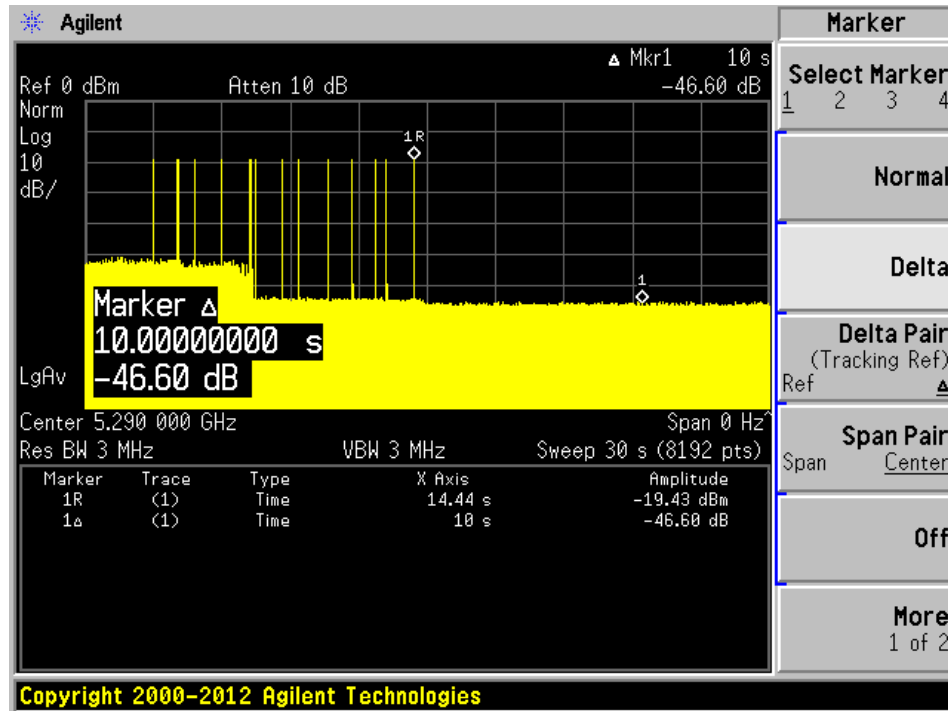 Agilent
Marker
Δ Mkr1 10 s
Ref 0 dBm Atten 10 dB -46.60 dB
Norm
Log
10
dB/
1R
1
Marker Δ
10.00000000 s
-46.60 dB
LgAv
Center 5.290 000 GHz Span 0 Hz^
Res BW 3 MHz VBW 3 MHz Sweep 30 s (8192 pts)
Marker Trace Type X Axis Amplitude
1R (1) Time 14.44 s -19.43 dBm
1Δ (1) Time 10 s -46.60 dB
Select Marker
1 2 3 4
Normal
Delta
Delta Pair
(Tracking Ref)
Ref Δ
Span Pair
Span Center
Off
More
1 of 2
Copyright 2000-2012 Agilent Technologies